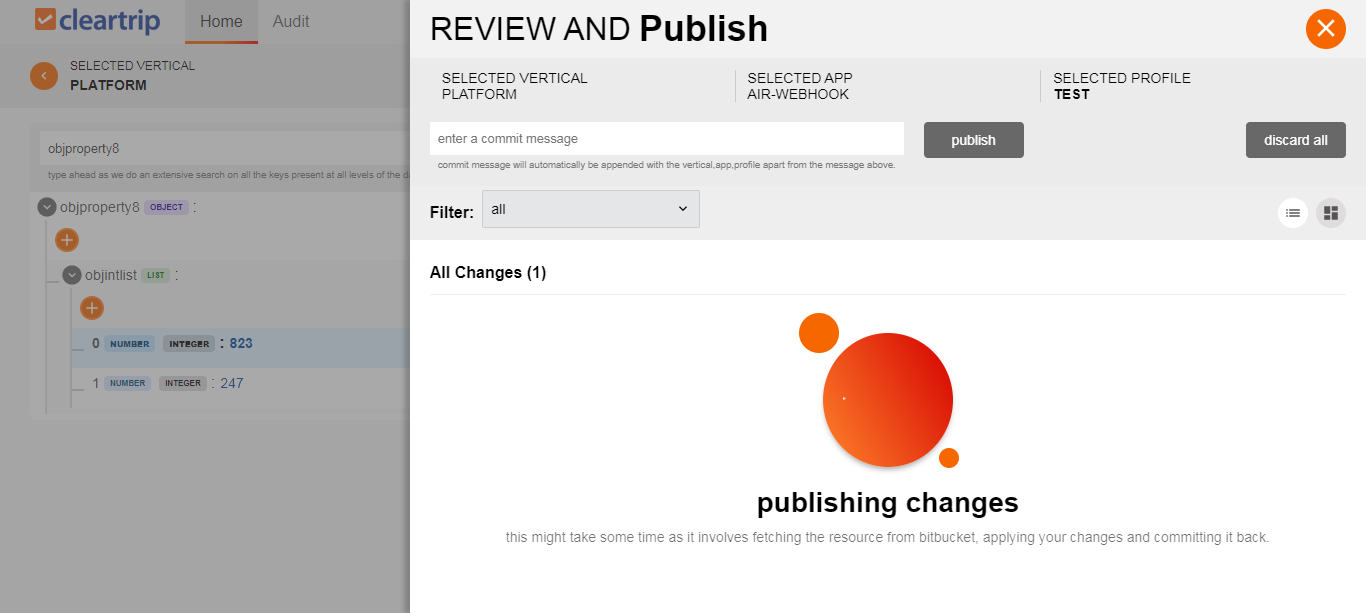 cleartrip
Home
Audit
SELECTED VERTICAL
PLATFORM
objproperty8
type ahead as we do an extensive search on all the keys present at all levels of the
objproperty8 OBJECT :
objintlist LIST :
0 NUMBER INTEGER : 823
1 NUMBER INTEGER : 247
REVIEW AND Publish
SELECTED VERTICAL
PLATFORM
SELECTED APP
AIR-WEBHOOK
SELECTED PROFILE
TEST
enter a commit message
publish
discard all
commit message will automatically be appended with the vertical,app,profile apart from the message above.
Filter:
all
All Changes (1)
publishing changes
this might take some time as it involves fetching the resource from bitbucket, applying your changes and committing it back.